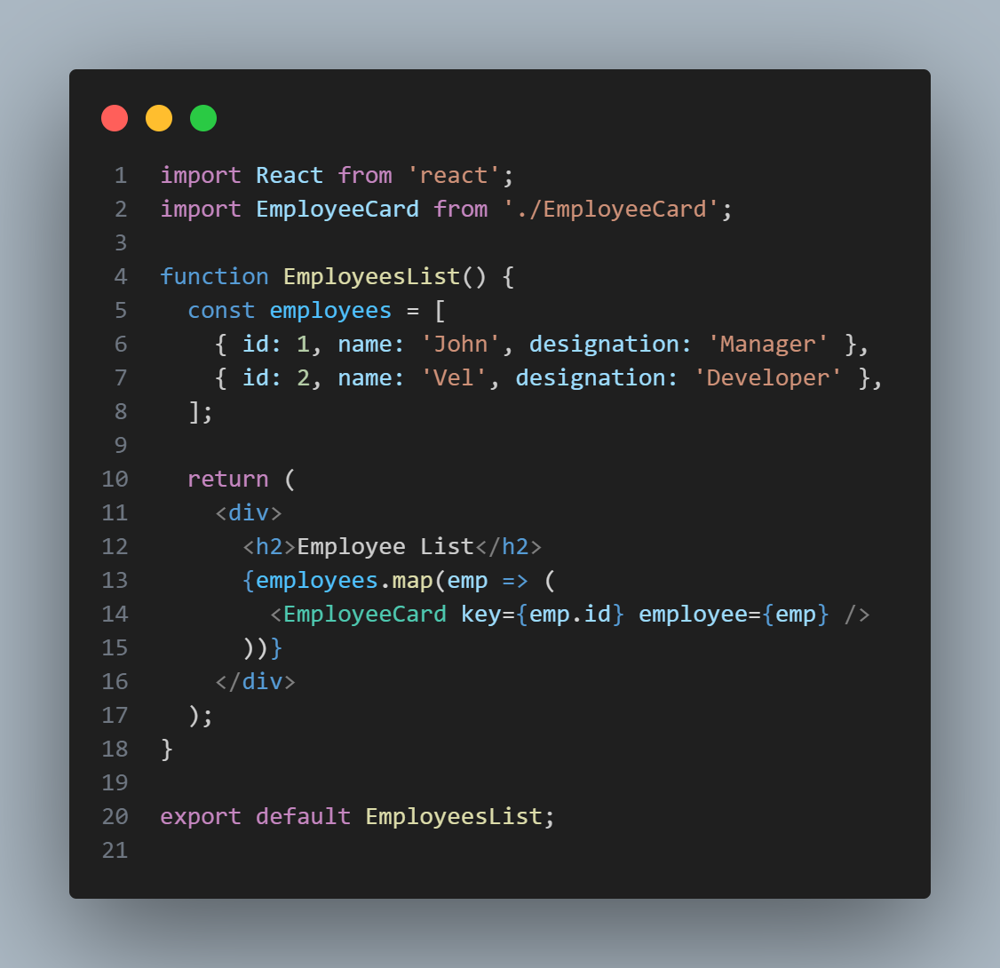 1 import React from 'react';
2 import EmployeeCard from './EmployeeCard';
3
4 function EmployeesList() {
5   const employees = [
6     { id: 1, name: 'John', designation: 'Manager' },
7     { id: 2, name: 'Vel', designation: 'Developer' },
8   ];
9
10   return (
11     <div>
12       <h2>Employee List</h2>
13       {employees.map(emp => (
14         <EmployeeCard key={emp.id} employee={emp} />
15       ))}
16     </div>
17   );
18 }
19
20 export default EmployeesList;
21